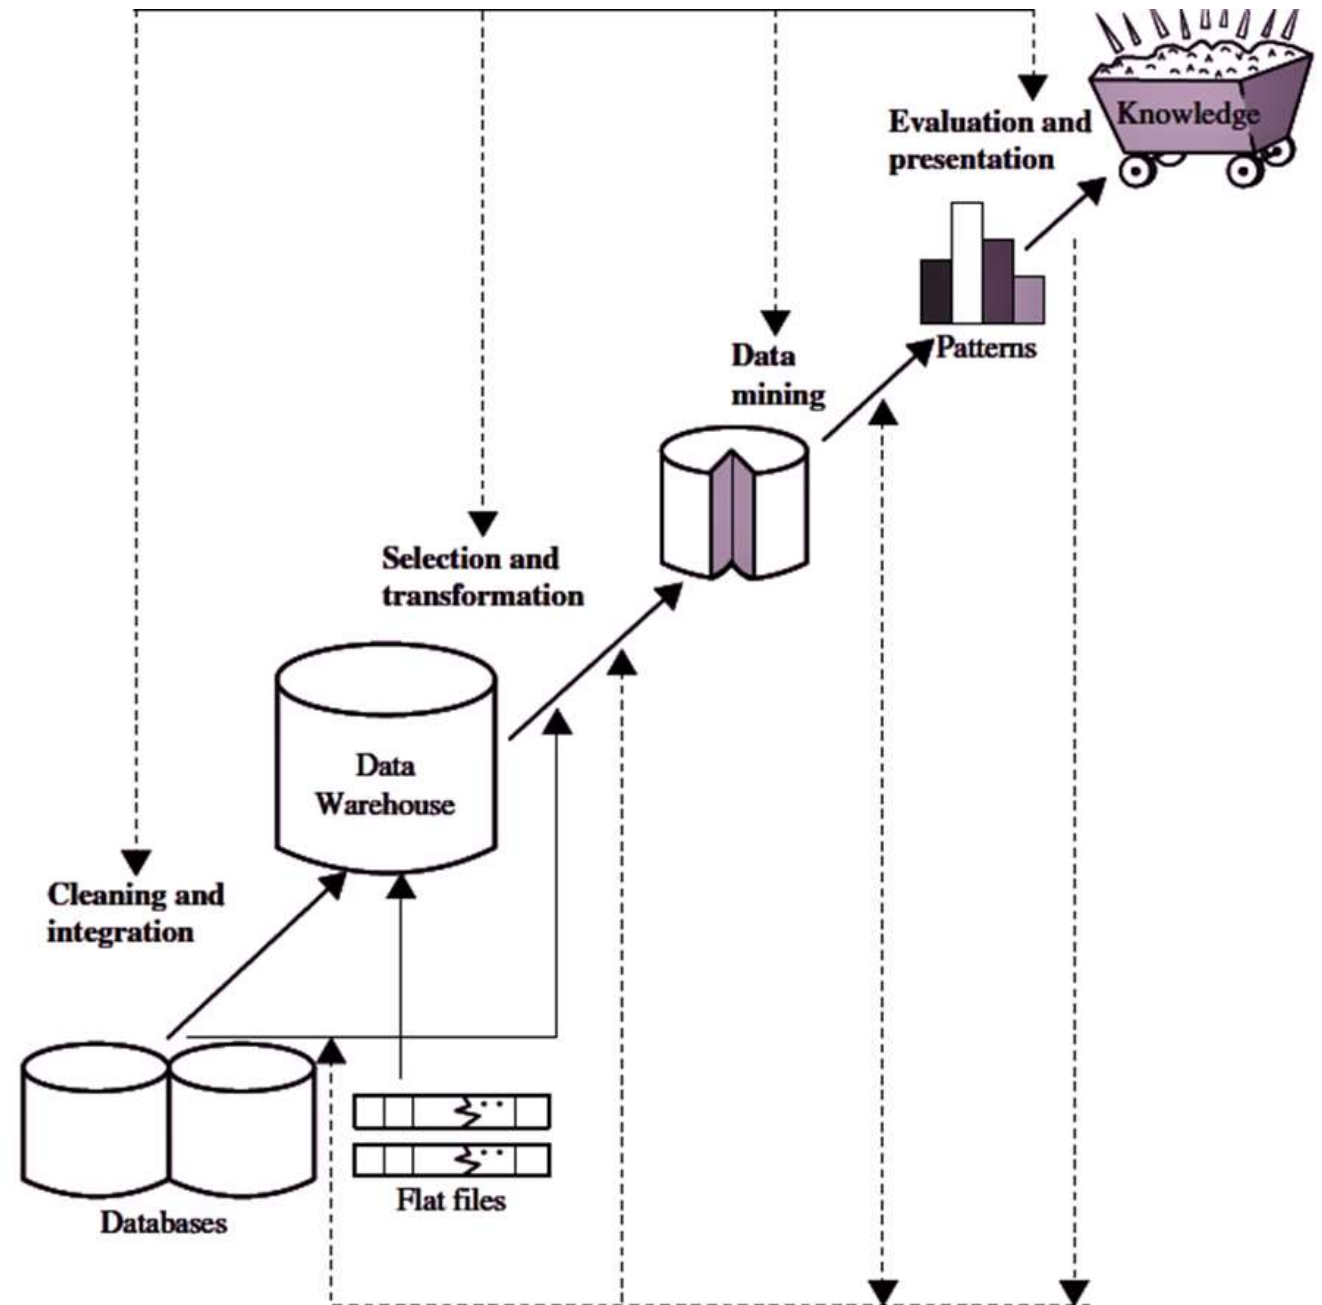 Evaluation and
presentation
Knowledge
Patterns
Data
mining
Selection and
transformation
Data
Warehouse
Cleaning and
integration
Databases
Flat files